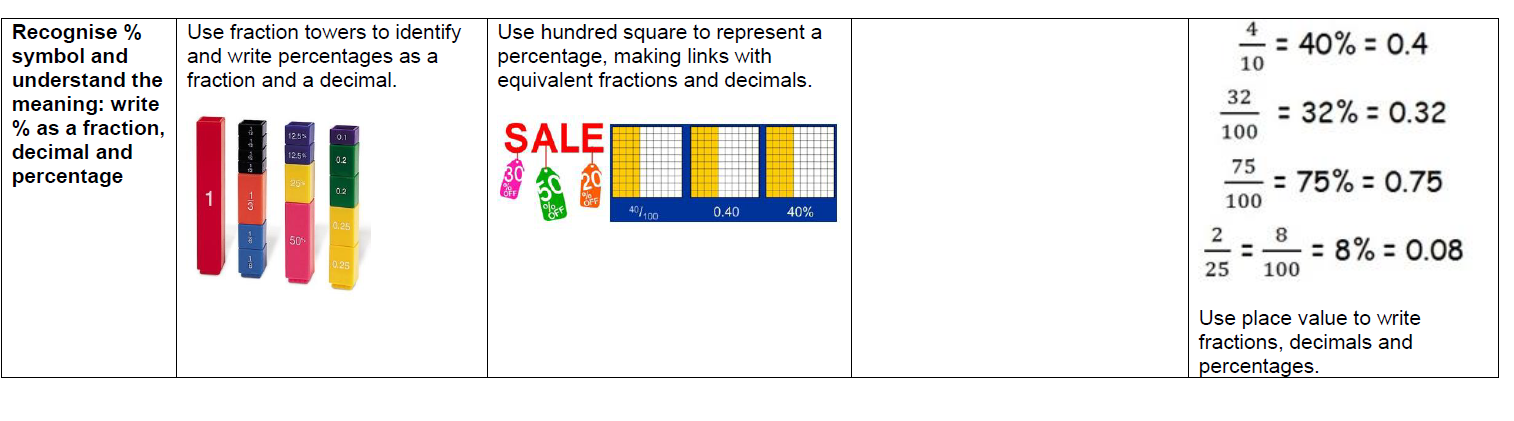 Recognise %
symbol and
understand the
meaning: write
% as a fraction,
decimal and
percentage
Use fraction towers to identify
and write percentages as a
fraction and a decimal.
1
1/3
1/6
1/6
12.5%
12.5%
25%
50%
0.1
0.2
0.2
0.25
0.25
Use hundred square to represent a
percentage, making links with
equivalent fractions and decimals.
SALE
30
% OFF
50
% OFF
20
% OFF
40/100
0.40
40%
4/10 = 40% = 0.4
32/100 = 32% = 0.32
75/100 = 75% = 0.75
2/25 = 8/100 = 8% = 0.08
Use place value to write
fractions, decimals and
percentages.